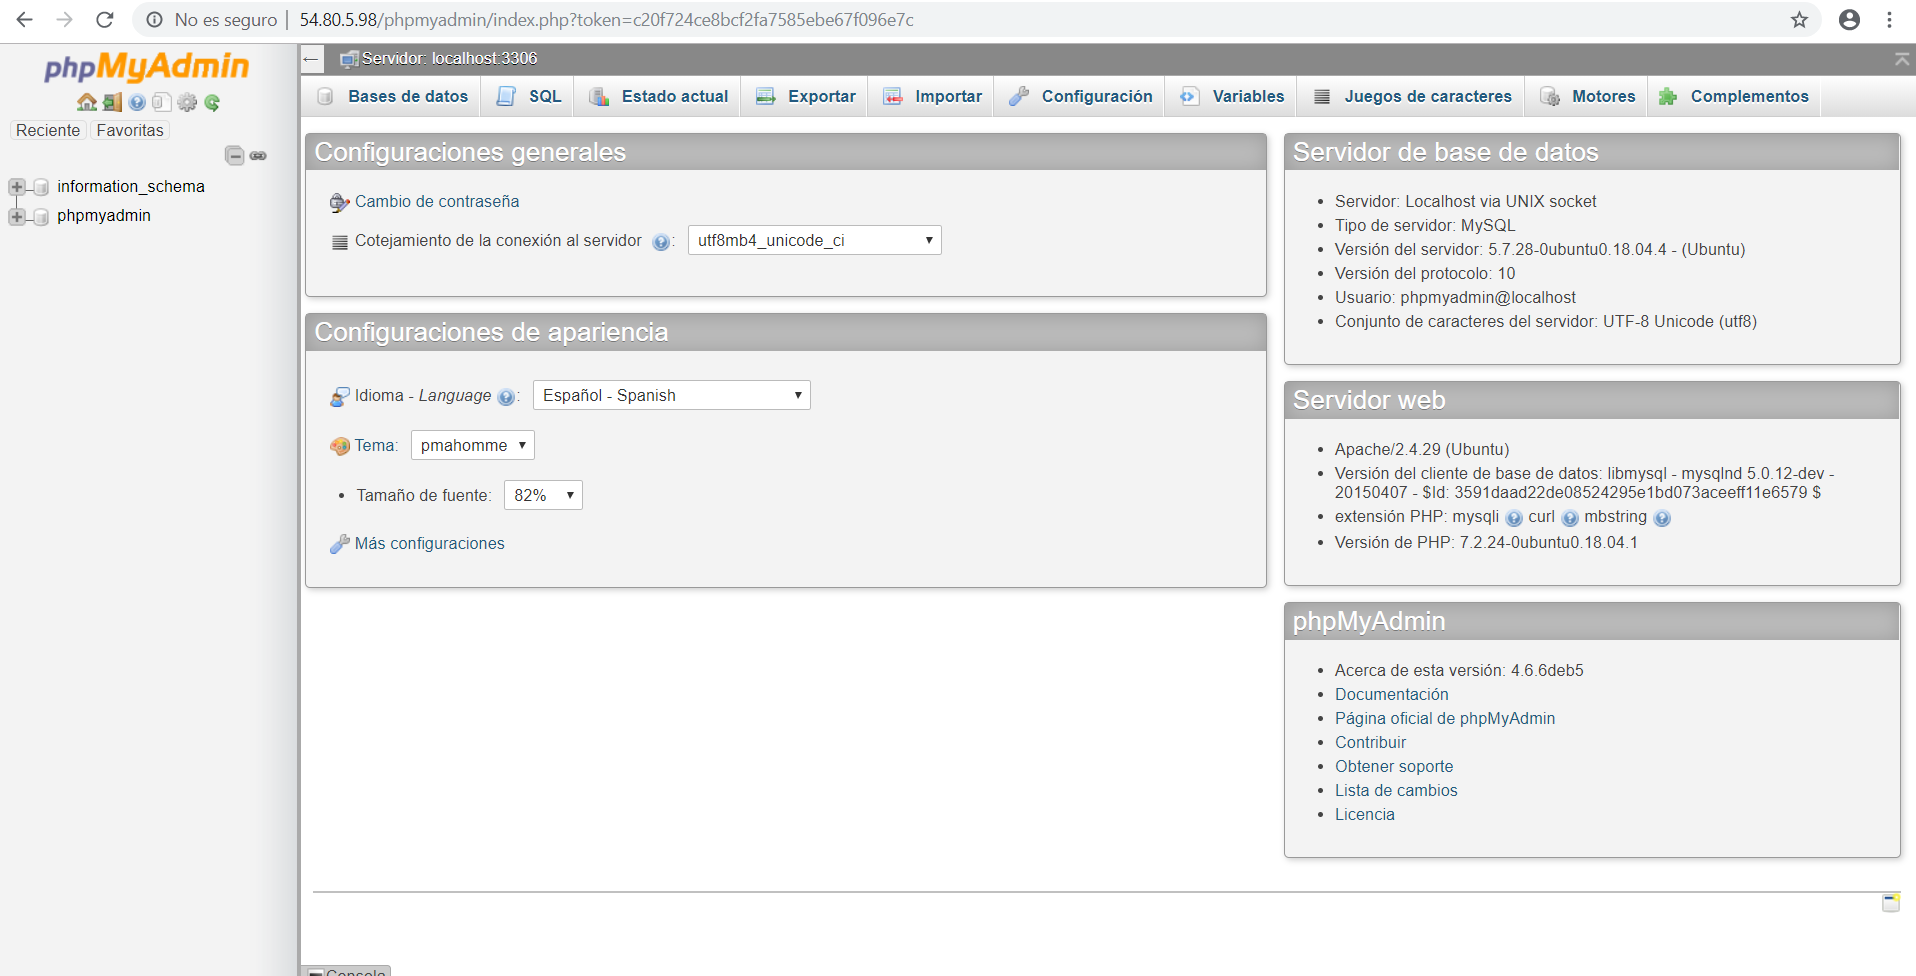 No es seguro | 54.80.5.98/phpmyadmin/index.php?token=c20f724ce8bcf2fa7585ebe67f096e7c
phpMyAdmin
Reciente Favoritas
information_schema
phpmyadmin
Servidor: localhost:3306
Bases de datos SQL Estado actual Exportar Importar Configuración Variables Juegos de caracteres Motores Complementos
Configuraciones generales
Cambio de contraseña
Cotejamiento de la conexión al servidor : utf8mb4_unicode_ci
Configuraciones de apariencia
Idioma - Language : Español - Spanish
Tema: pmahomme
• Tamaño de fuente: 82%
Más configuraciones
Servidor de base de datos
• Servidor: Localhost via UNIX socket
• Tipo de servidor: MySQL
• Versión del servidor: 5.7.28-0ubuntu0.18.04.4 - (Ubuntu)
• Versión del protocolo: 10
• Usuario: phpmyadmin@localhost
• Conjunto de caracteres del servidor: UTF-8 Unicode (utf8)
Servidor web
• Apache/2.4.29 (Ubuntu)
• Versión del cliente de base de datos: libmysql - mysqlnd 5.0.12-dev -
20150407 - $Id: 3591daad22de08524295e1bd073aceeff11e6579 $
• extensión PHP: mysqli curl mbstring
• Versión de PHP: 7.2.24-0ubuntu0.18.04.1
phpMyAdmin
• Acerca de esta versión: 4.6.6deb5
• Documentación
• Página oficial de phpMyAdmin
• Contribuir
• Obtener soporte
• Lista de cambios
• Licencia
Consola